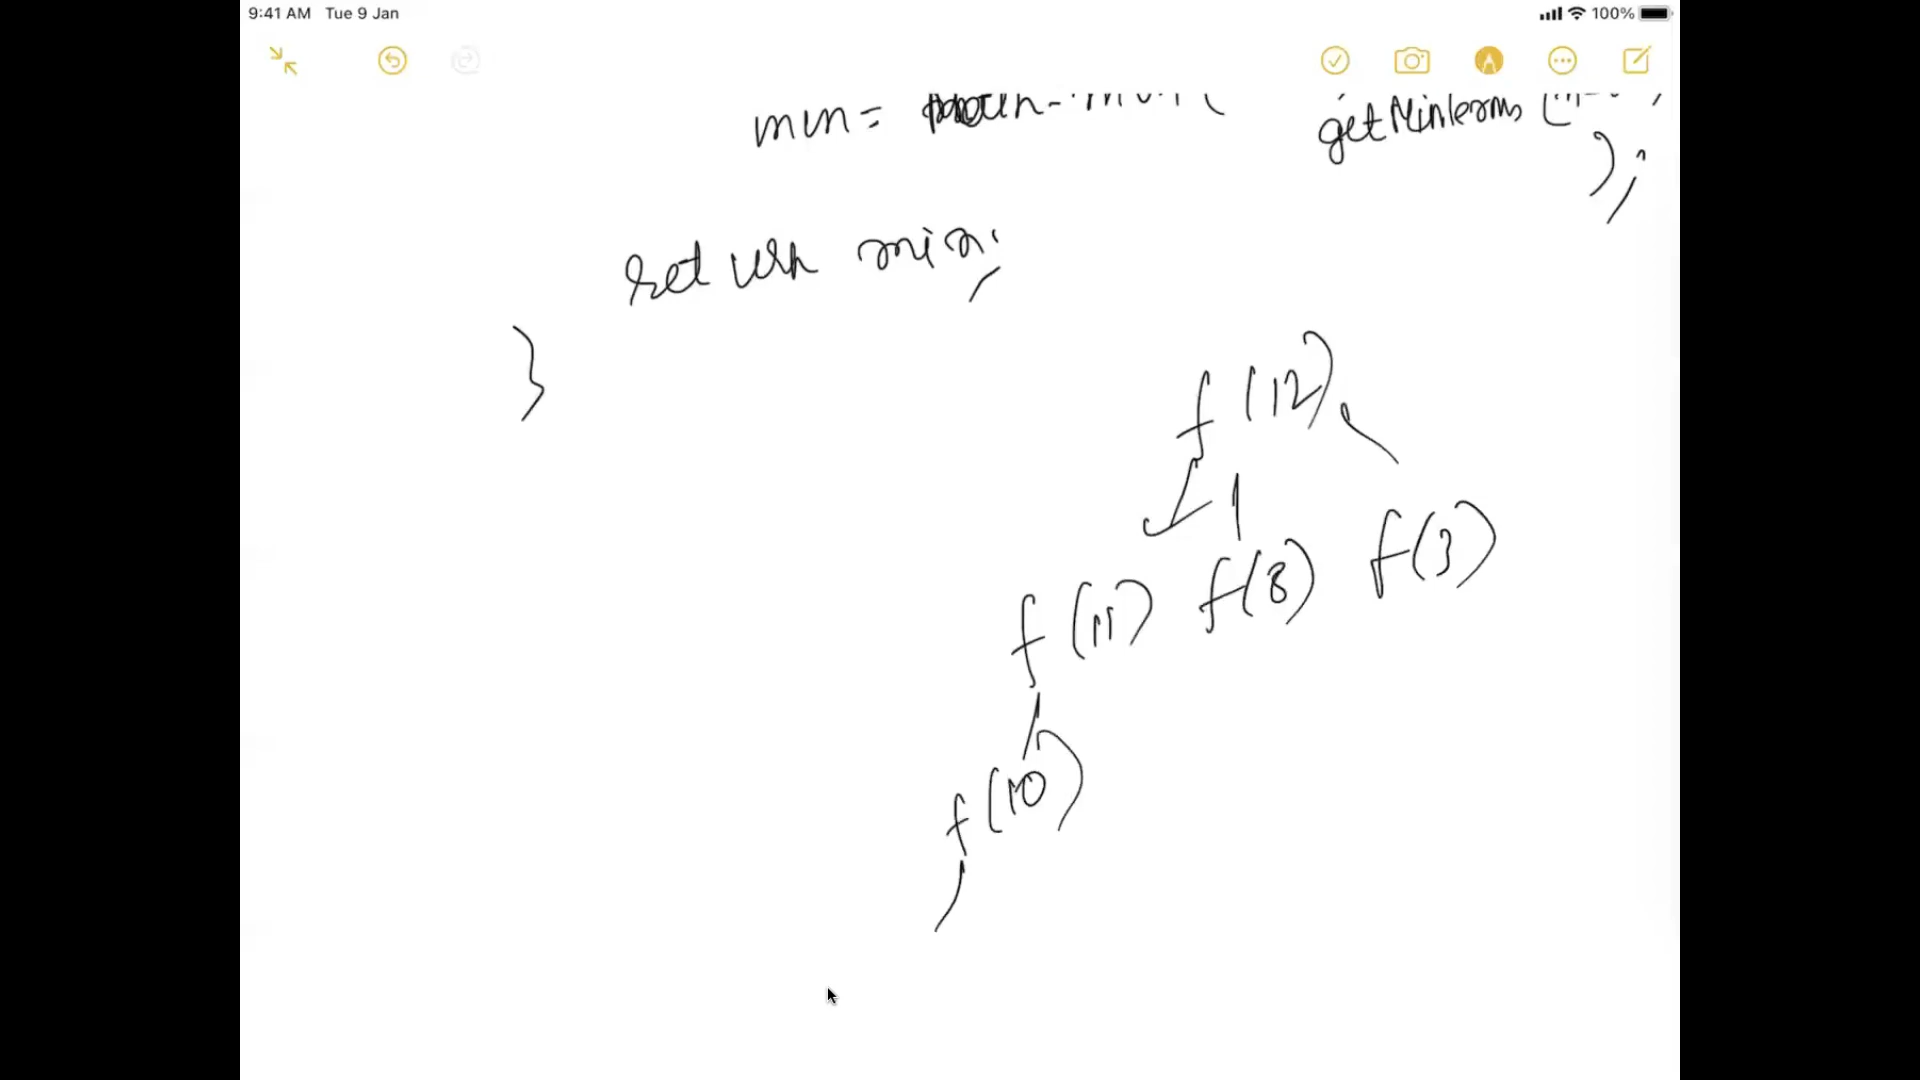 9:41 AM Tue 9 Jan
100%
min =
getMinterms (
);
return min;
}
f (12)
f (11) f(8) f(3)
f(10)